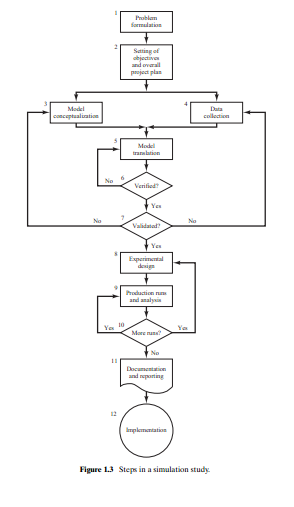 1
Problem
formulation
2
Setting of
objectives
and overall
project plan
3
Model
conceptualization
4
Data
collection
5
Model
translation
No
6
Verified?
Yes
No
7
Validated?
No
Yes
8
Experimental
design
9
Production runs
and analysis
Yes
10
More runs?
Yes
No
11
Documentation
and reporting
12
Implementation
Figure 1.3 Steps in a simulation study.